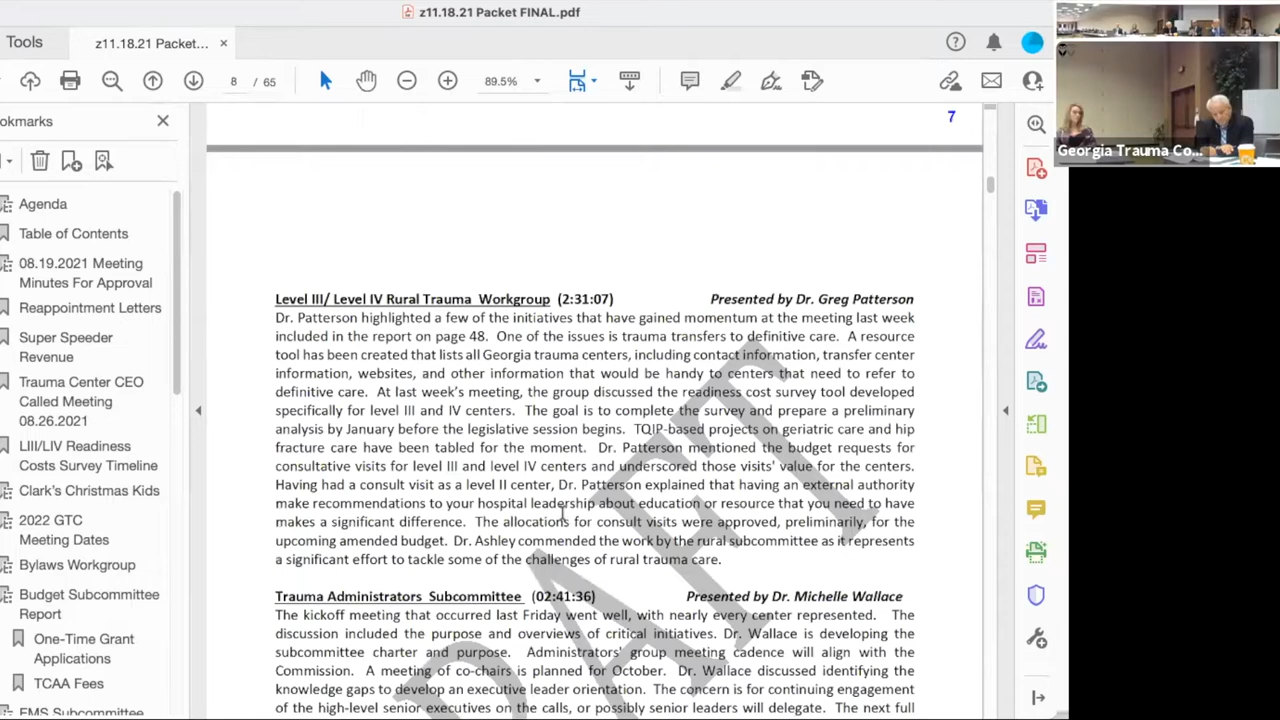 z11.18.21 Packet FINAL.pdf
Tools
z11.18.21 Packet...
8 / 65
89.5%
okmarks
Agenda
Table of Contents
08.19.2021 Meeting
Minutes For Approval
Reappointment Letters
Super Speeder
Revenue
Trauma Center CEO
Called Meeting
08.26.2021
LIII/LIV Readiness
Costs Survey Timeline
Clark's Christmas Kids
2022 GTC
Meeting Dates
Bylaws Workgroup
Budget Subcommittee
Report
One-Time Grant
Applications
TCAA Fees
EMS Subcommittee
7
Level III/ Level IV Rural Trauma Workgroup (2:31:07) Presented by Dr. Greg Patterson
Dr. Patterson highlighted a few of the initiatives that have gained momentum at the meeting last week
included in the report on page 48. One of the issues is trauma transfers to definitive care. A resource
tool has been created that lists all Georgia trauma centers, including contact information, transfer center
information, websites, and other information that would be handy to centers that need to refer to
definitive care. At last week's meeting, the group discussed the readiness cost survey tool developed
specifically for level III and IV centers. The goal is to complete the survey and prepare a preliminary
analysis by January before the legislative session begins. TQIP-based projects on geriatric care and hip
fracture care have been tabled for the moment. Dr. Patterson mentioned the budget requests for
consultative visits for level III and level IV centers and underscored those visits' value for the centers.
Having had a consult visit as a level II center, Dr. Patterson explained that having an external authority
make recommendations to your hospital leadership about education or resource that you need to have
makes a significant difference. The allocations for consult visits were approved, preliminarily, for the
upcoming amended budget. Dr. Ashley commended the work by the rural subcommittee as it represents
a significant effort to tackle some of the challenges of rural trauma care.
Trauma Administrators Subcommittee (02:41:36) Presented by Dr. Michelle Wallace
The kickoff meeting that occurred last Friday went well, with nearly every center represented. The
discussion included the purpose and overviews of critical initiatives. Dr. Wallace is developing the
subcommittee charter and purpose. Administrators' group meeting cadence will align with the
Commission. A meeting of co-chairs is planned for October. Dr. Wallace discussed identifying the
knowledge gaps to develop an executive leader orientation. The concern is for continuing engagement
of the high-level senior executives on the calls, or possibly senior leaders will delegate. The next full
DRAFT
Georgia Trauma Co...